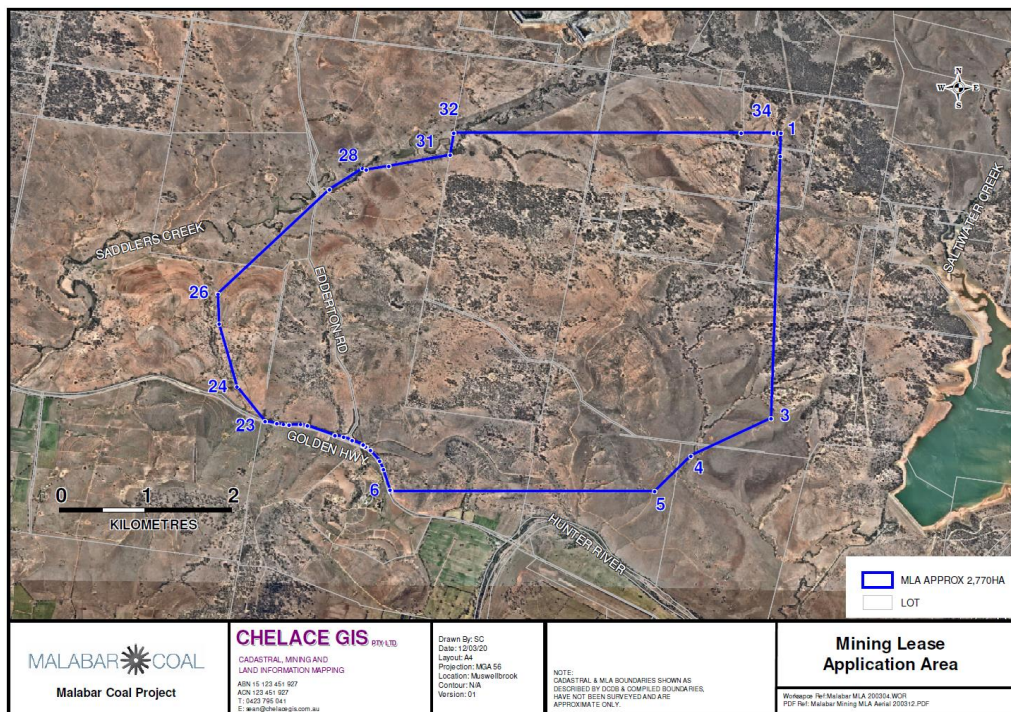 N
W E
S
32
34
1
31
28
SALTWATER CREEK
SADDLERS CREEK
26
EDDERTON RD
24
23
3
GOLDEN HWY
4
6
5
0 1 2
KILOMETRES
HUNTER RIVER
MLA APPROX 2,770HA
LOT
MALABAR COAL
Malabar Coal Project
CHELACE GIS PTY. LTD.
CADASTRAL, MINING AND
LAND INFORMATION MAPPING
ABN 15 123 451 927
ACN 123 451 927
T: 0423 795 041
E: sean@chelacegis.com.au
Drawn By: SC
Date: 12/03/20
Layout: A4
Projection: MGA 56
Location: Muswellbrook
Contour: N/A
Version: 01
NOTE:
CADASTRAL & MLA BOUNDARIES SHOWN AS
DESCRIBED BY DCDB & COMPILED BOUNDARIES,
HAVE NOT BEEN SURVEYED AND ARE
APPROXIMATE ONLY.
Mining Lease
Application Area
Workspace Ref:Malabar MLA 200304.WOR
PDF Ref: Malabar Mining MLA Aerial 200312.PDF